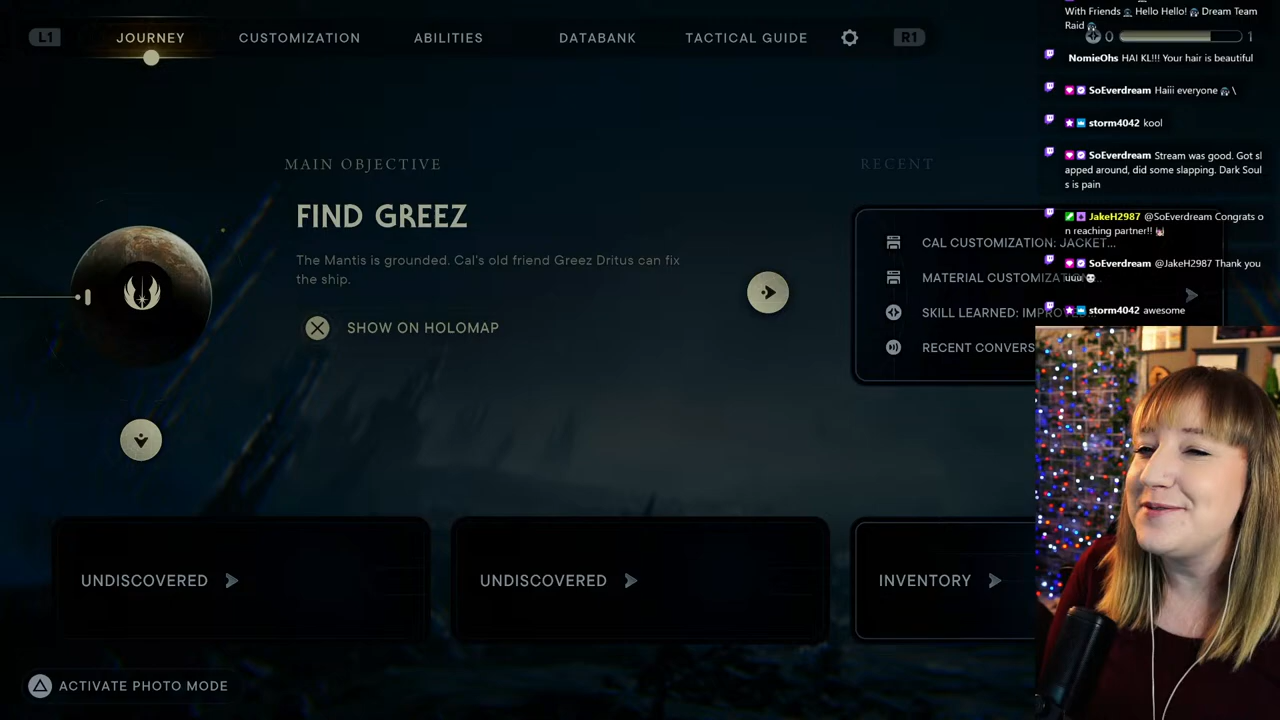 L1
JOURNEY
CUSTOMIZATION
ABILITIES
DATABANK
TACTICAL GUIDE
R1
0
1
MAIN OBJECTIVE
FIND GREEZ
The Mantis is grounded. Cal's old friend Greez Dritus can fix
the ship.
SHOW ON HOLOMAP
RECENT
CAL CUSTOMIZATION: JACKET...
MATERIAL CUSTOMIZAT
SKILL LEARNED: IMPROVE
RECENT CONVERS
UNDISCOVERED
UNDISCOVERED
INVENTORY
ACTIVATE PHOTO MODE
With Friends Hello Hello! Dream Team
Raid
NomieOhs HAI KL!!! Your hair is beautiful
SoEverdream Haiii everyone \
storm4042 kool
SoEverdream Stream was good. Got sl
apped around, did some slapping. Dark Soul
s is pain
JakeH2987 @SoEverdream Congrats o
n reaching partner!!
SoEverdream @JakeH2987 Thank you
uuu
storm4042 awesome